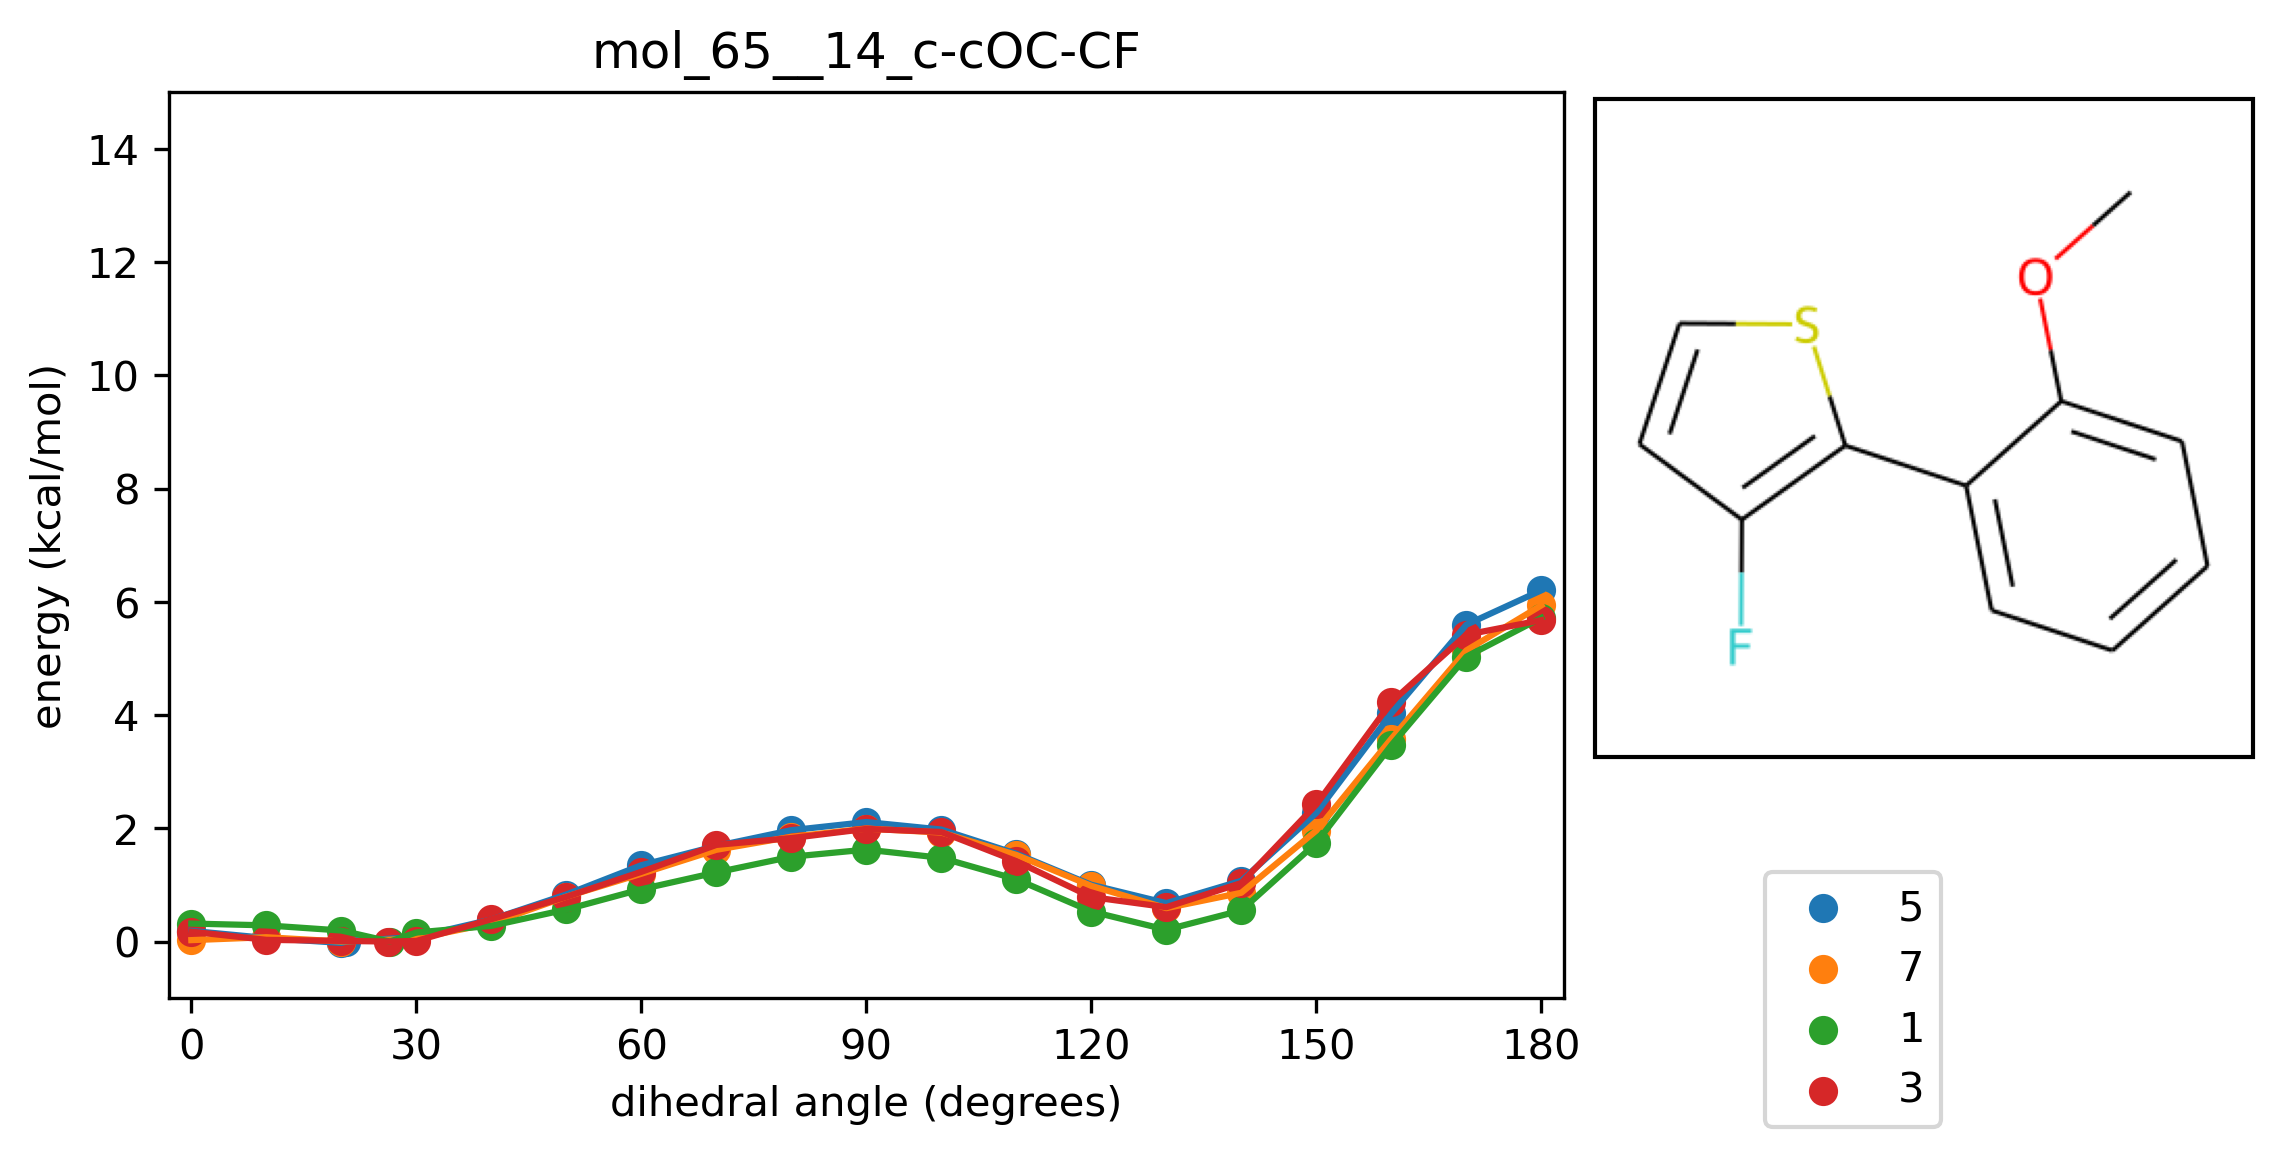 mol_65__14_c-cOC-CF
energy (kcal/mol)
14
12
10
8
6
4
2
0
0 30 60 90 120 150 180
dihedral angle (degrees)
O
S
F
5
7
1
3